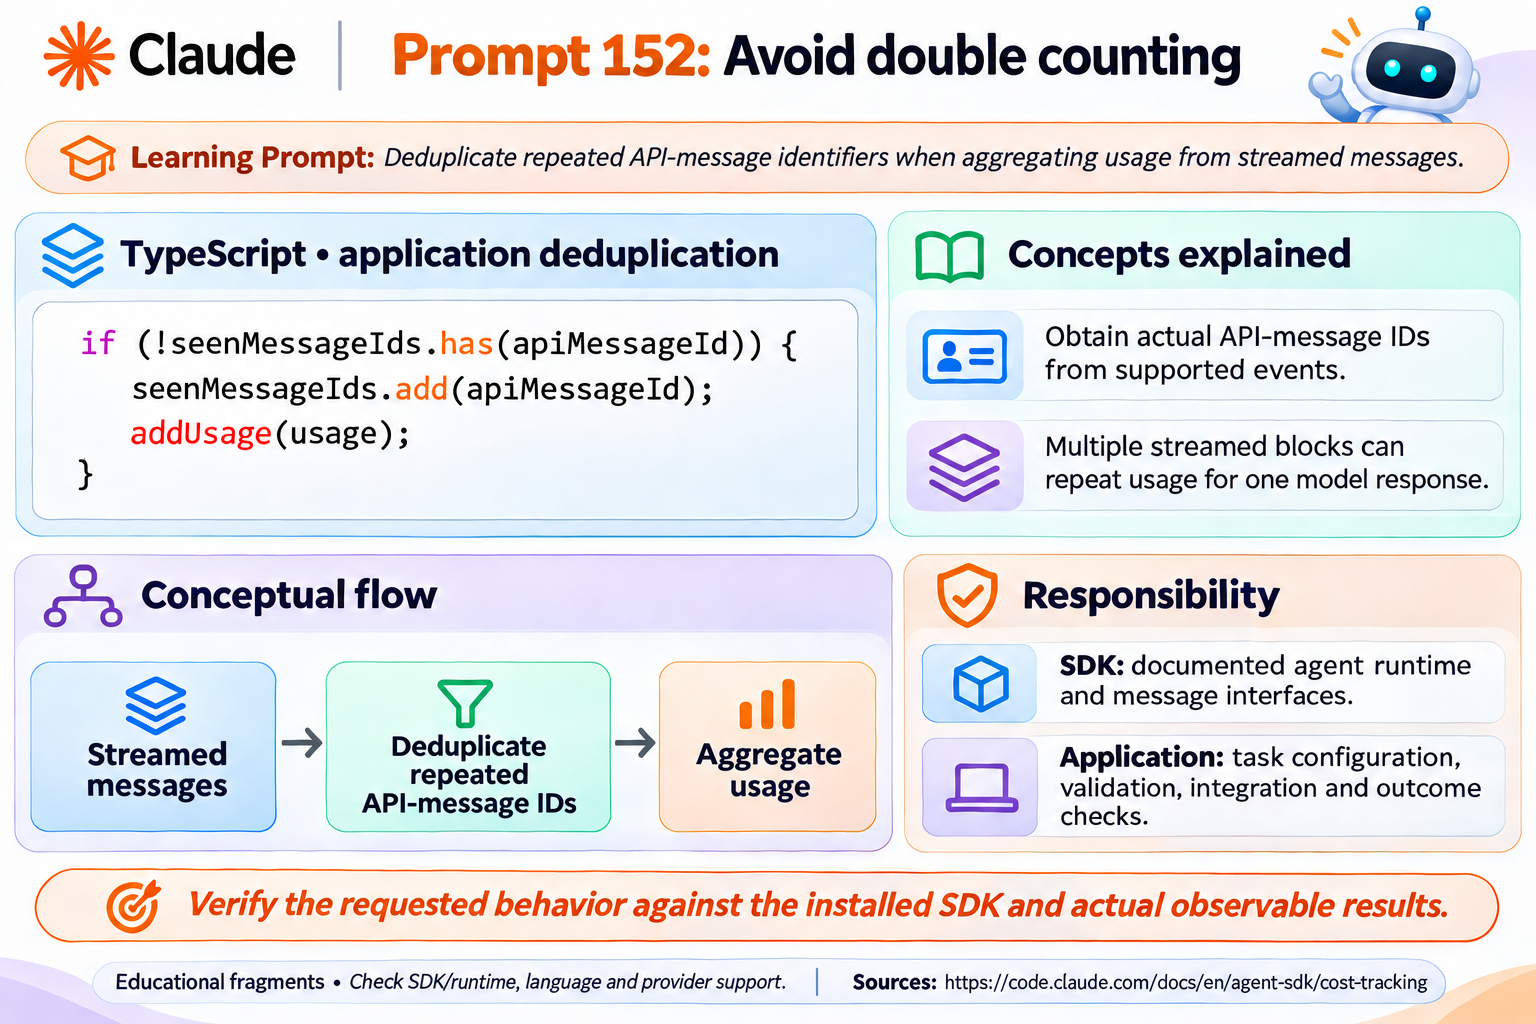 Claude
Prompt 152: Avoid double counting
Learning Prompt: Deduplicate repeated API-message identifiers when aggregating usage from streamed messages.
TypeScript • application deduplication
if (!seenMessageIds.has(apiMessageId)) {
seenMessageIds.add(apiMessageId);
addUsage(usage);
}
Concepts explained
Obtain actual API-message IDs
from supported events.
Multiple streamed blocks can
repeat usage for one model response.
Conceptual flow
Streamed
messages
Deduplicate
repeated
API-message IDs
Aggregate
usage
Responsibility
SDK: documented agent runtime
and message interfaces.
Application: task configuration,
validation, integration and outcome
checks.
Verify the requested behavior against the installed SDK and actual observable results.
Educational fragments • Check SDK/runtime, language and provider support.
Sources: https://code.claude.com/docs/en/agent-sdk/cost-tracking